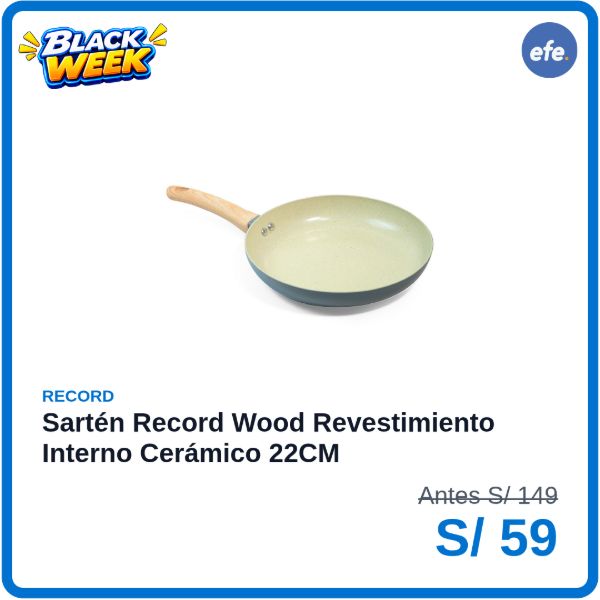 BLACK
WEEK
efe.
RECORD
Sartén Record Wood Revestimiento
Interno Cerámico 22CM
Antes S/ 149
S/ 59